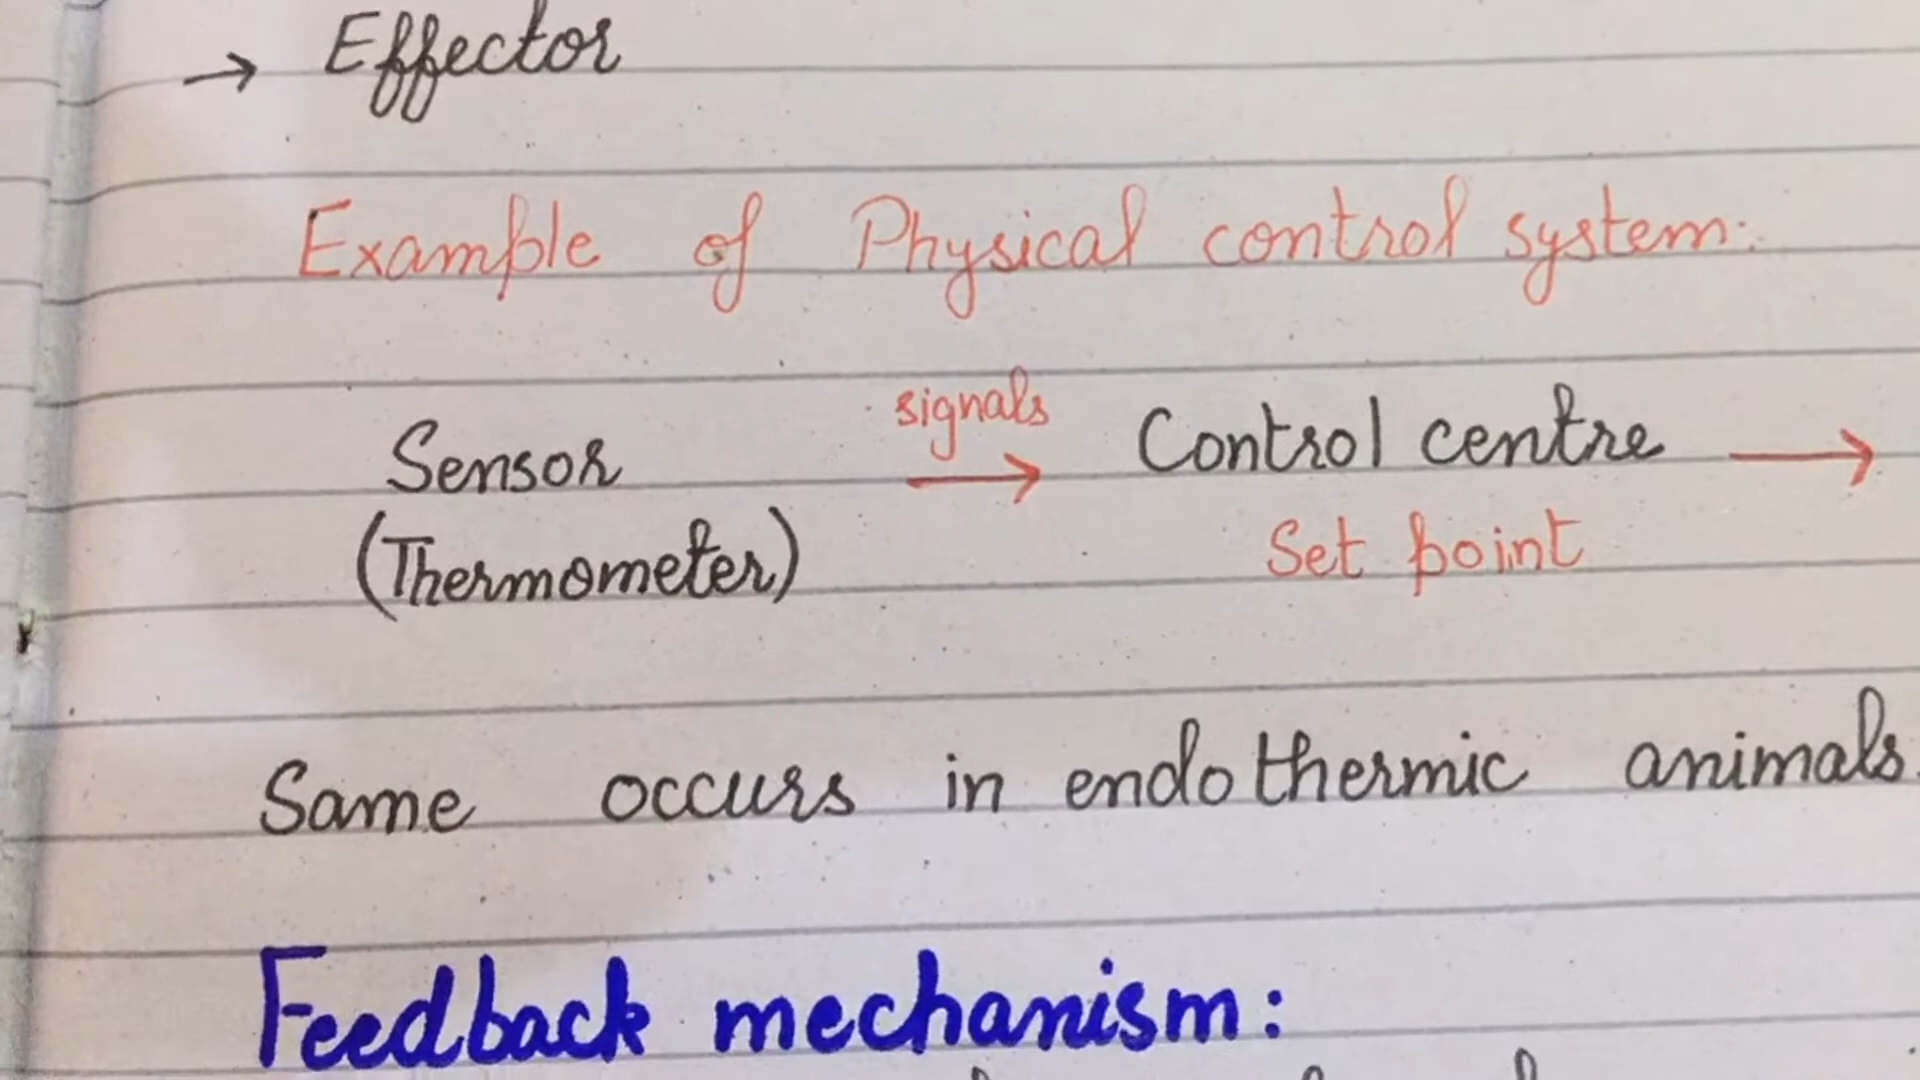 → Effector
Example of Physical control system:
signals
Sensor → Control centre →
(Thermometer) Set point
Same occurs in endothermic animals.
Feedback mechanism: